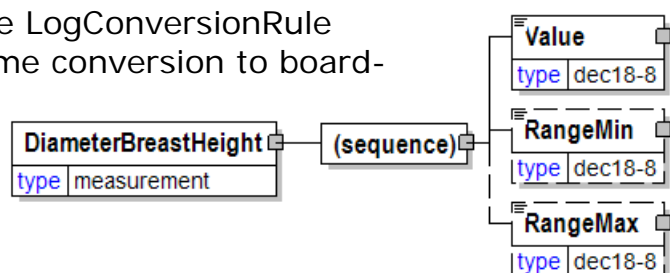 e LogConversionRule
me conversion to board-
Value
type dec18-8
DiameterBreastHeight
type measurement
(sequence)
RangeMin
type dec18-8
RangeMax
type dec18-8